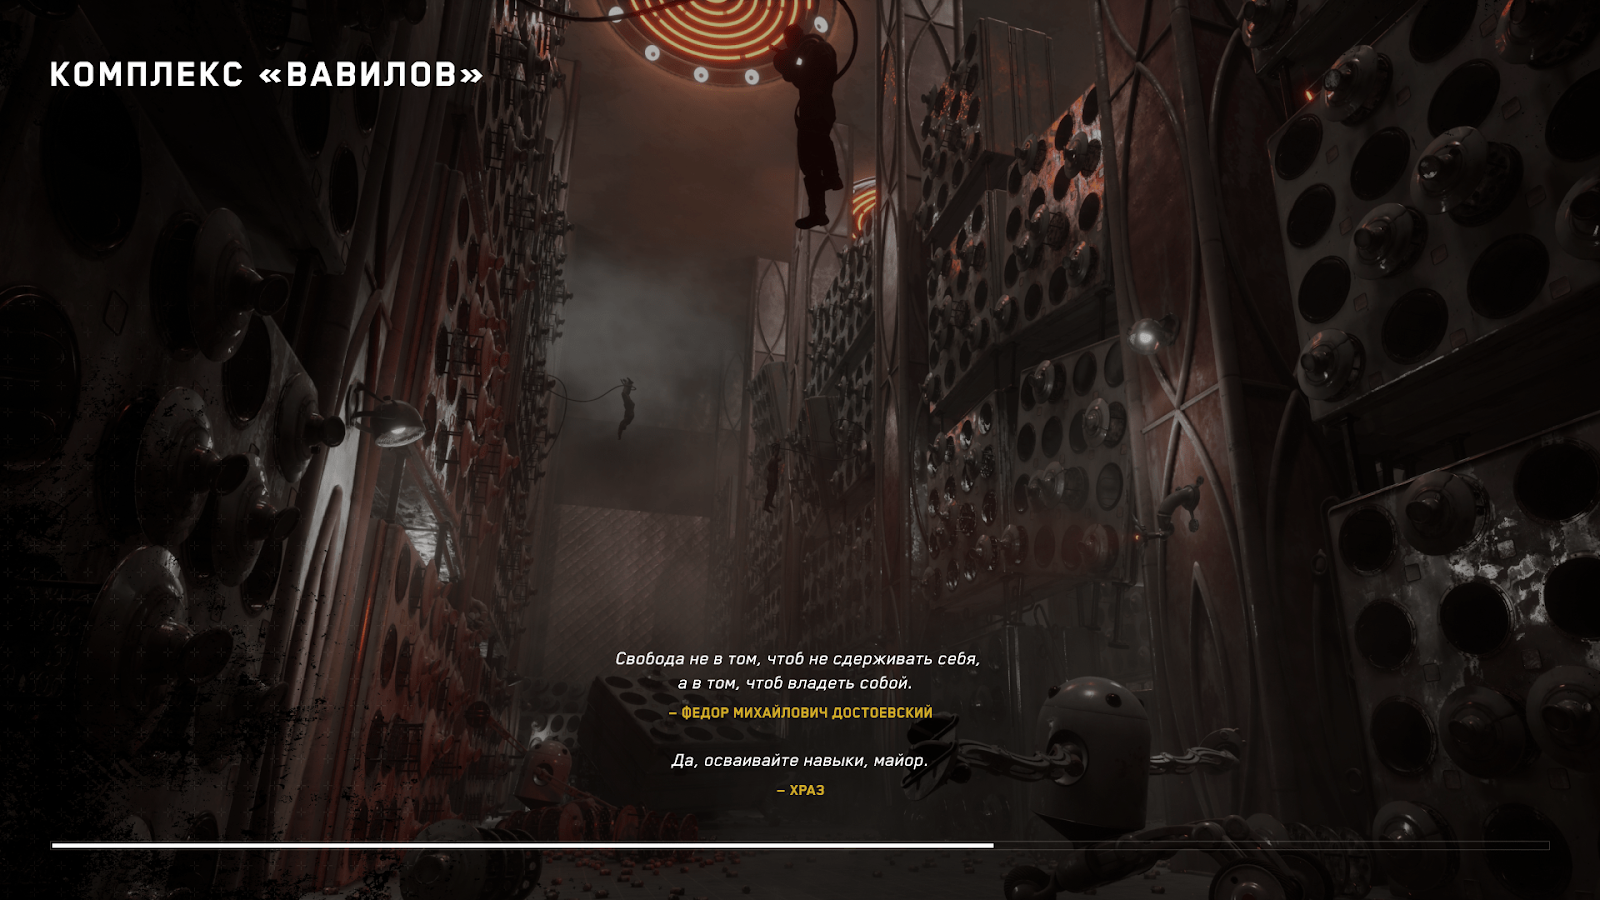 КОМПЛЕКС «ВАВИЛОВ»
Свобода не в том, чтоб не сдерживать себя,
а в том, чтоб владеть собой.
– ФЕДОР МИХАЙЛОВИЧ ДОСТОЕВСКИЙ
Да, осваивайте навыки, майор.
– ХРАЗ